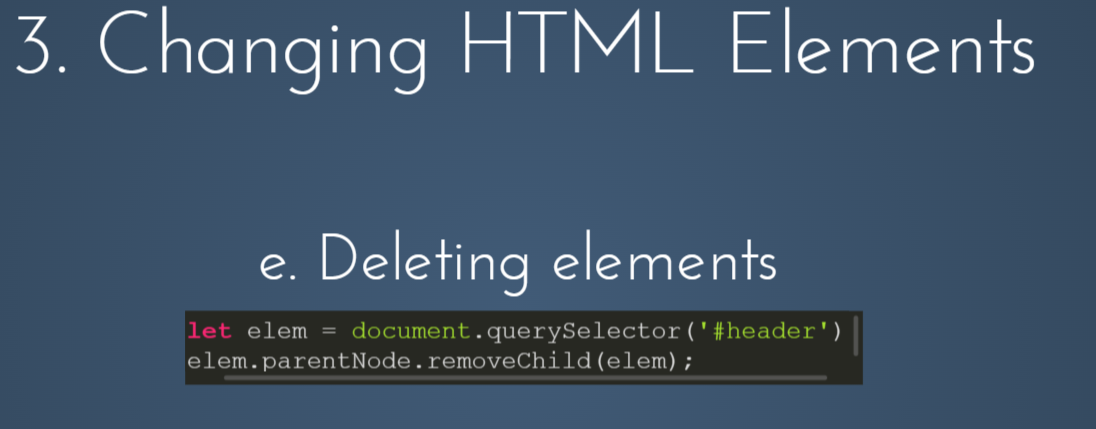 3. Changing HTML Elements
e. Deleting elements
let elem = document.querySelector('#header')
elem.parentNode.removeChild(elem);